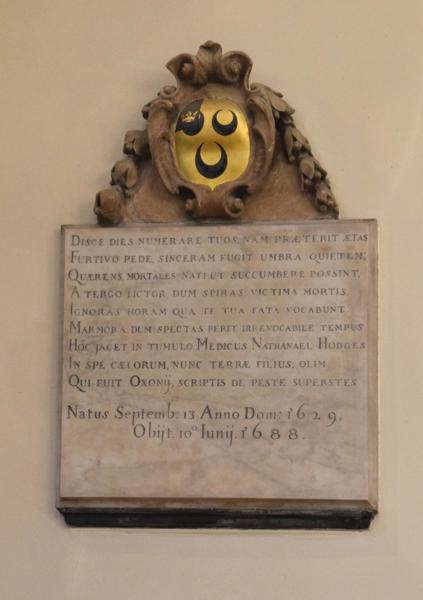 DISCE DIES NUMERARE TUOS, NAM PRÆTERIT ÆTAS
FURTIVO PEDE, SINCERAM FUGIT UMBRA QUIETEM,
QUÆRENS MORTALES NATI UT SUCCUMBERE POSSINT,
A TERGO LICTOR. DUM SPIRAS VICTIMA MORTIS.
IGNORAS HORAM QUA TE TUA FATA VOCABUNT
MARMORA DUM SPECTAS PERIT IRREVOCABILE TEMPUS
HÔC JACET IN TUMULO MEDICUS NATHANAEL HODGES
IN SPE CÆLORUM, NUNC TERRÆ FILIUS, OLIM
QUI FUIT OXONIJ, SCRIPTIS DE PESTE SUPERSTES
Natus Septemb: 13 Anno Dom: 1629.
Obijt. 10º Iunij. 1688.